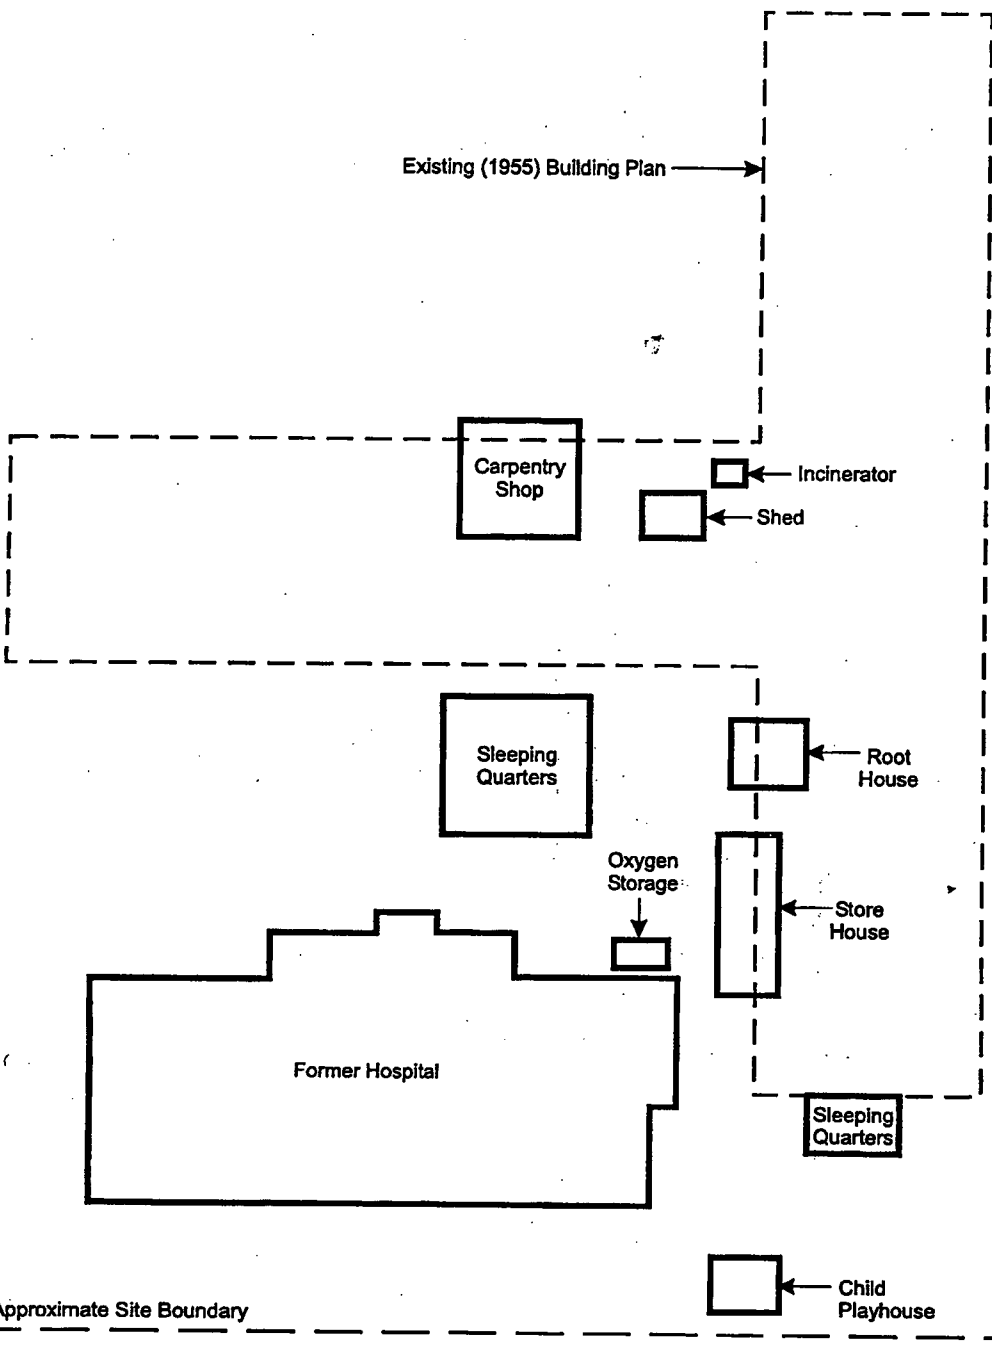 Existing (1955) Building Plan
Carpentry
Shop
Incinerator
Shed
Sleeping
Quarters
Root
House
Oxygen
Storage
Store
House
Former Hospital
Sleeping
Quarters
Child
Playhouse
Approximate Site Boundary